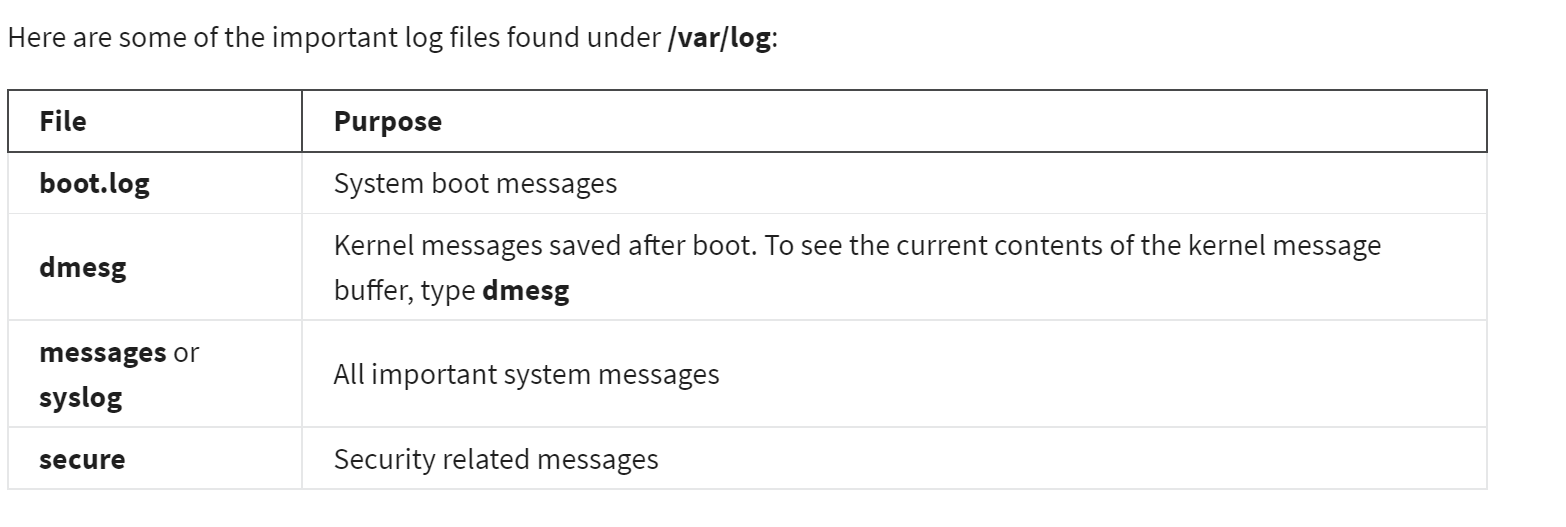 Here are some of the important log files found under /var/log:
File
Purpose
boot.log
System boot messages
dmesg
Kernel messages saved after boot. To see the current contents of the kernel message
buffer, type dmesg
messages or
syslog
All important system messages
secure
Security related messages